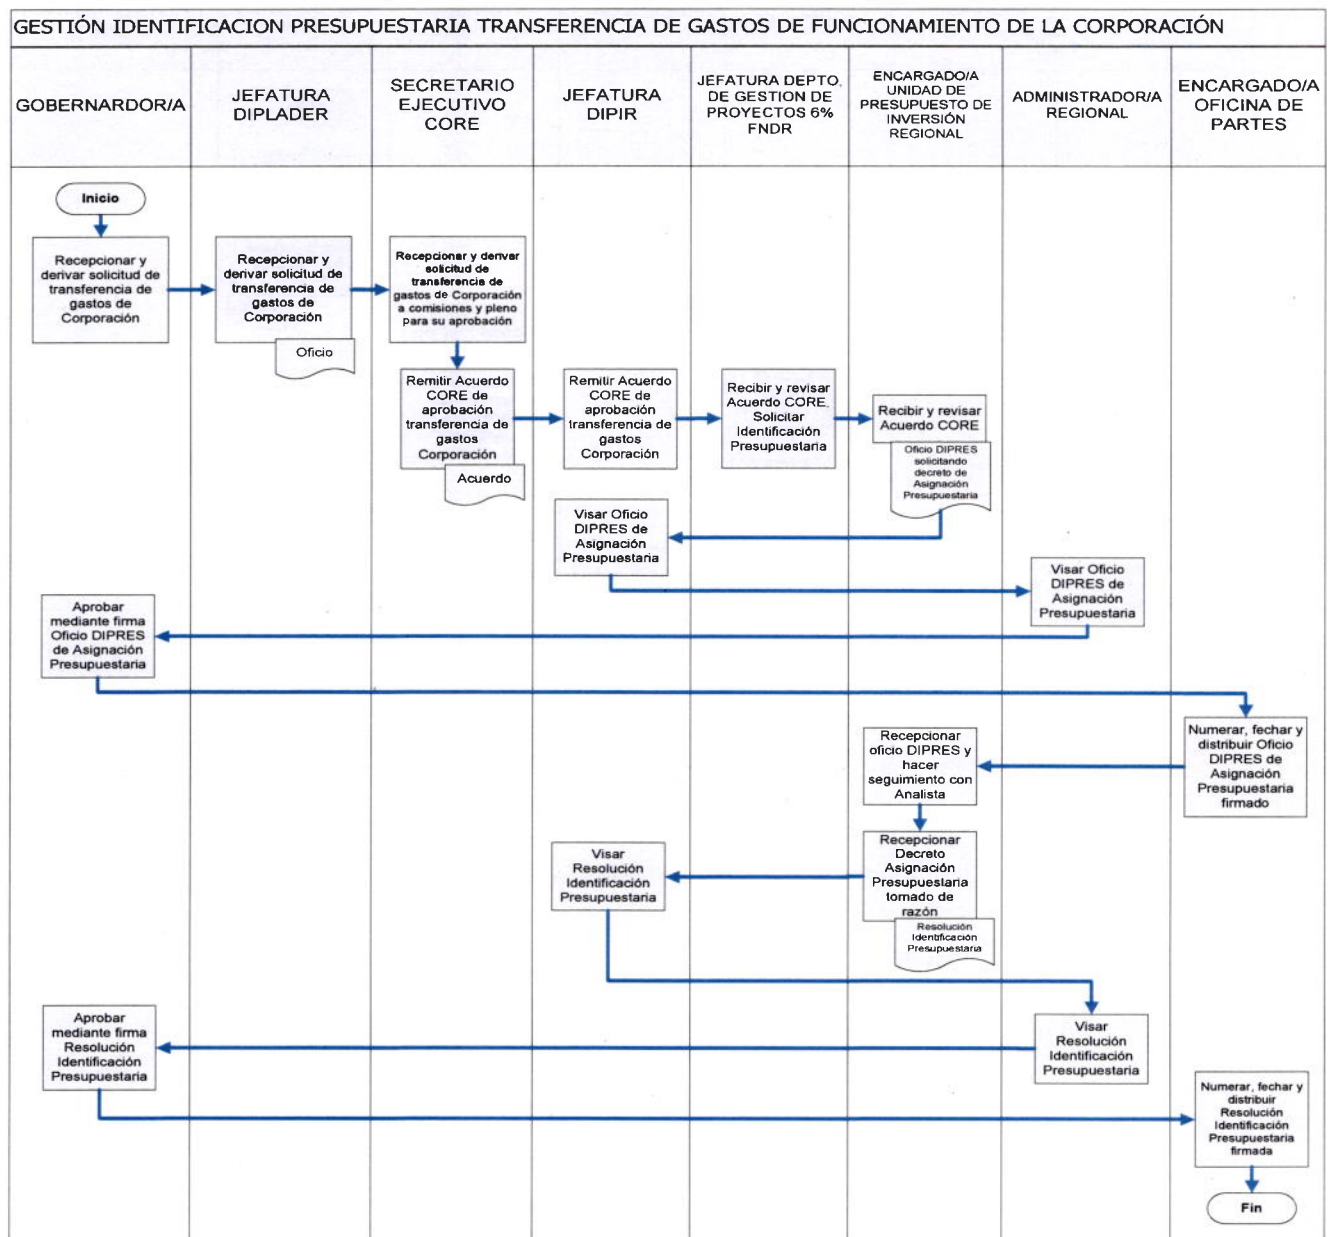 GESTIÓN IDENTIFICACION PRESUPUESTARIA TRANSFERENCIA DE GASTOS DE FUNCIONAMIENTO DE LA CORPORACIÓN
GOBERNARDOR/A
JEFATURA
DIPLADER
SECRETARIO
EJECUTIVO
CORE
JEFATURA
DIPIR
JEFATURA DEPTO.
DE GESTION DE
PROYECTOS 6%
FNDR
ENCARGADO/A
UNIDAD DE
PRESUPUESTO DE
INVERSIÓN
REGIONAL
ADMINISTRADOR/A
REGIONAL
ENCARGADO/A
OFICINA DE
PARTES
Inicio
Recepcionar y
derivar solicitud de
transferencia de
gastos de
Corporación
Recepcionar y
derivar solicitud de
transferencia de
gastos de
Corporación
Oficio
Recepcionar y derivar
solicitud de
transferencia de
gastos de Corporación
a comisiones y pleno
para su aprobación
Remitir Acuerdo
CORE de
aprobación
transferencia de
gastos
Corporación
Acuerdo
Remitir Acuerdo
CORE de
aprobación
transferencia de
gastos
Corporación
Recibir y revisar
Acuerdo CORE,
Solicitar
Identificación
Presupuestaria
Recibir y revisar
Acuerdo CORE
Oficio DIPRES
solicitando
decreto de
Asignación
Presupuestaria
Visar Oficio
DIPRES de
Asignación
Presupuestaria
Visar Oficio
DIPRES de
Asignación
Presupuestaria
Aprobar
mediante firma
Oficio DIPRES
de Asignación
Presupuestaria
Numerar, fechar y
distribuir Oficio
DIPRES de
Asignación
Presupuestaria
firmado
Recepcionar
oficio DIPRES y
hacer
seguimiento con
Analista
Recepcionar
Decreto
Asignación
Presupuestaria
tomado de
razón
Resolución
Identificación
Presupuestaria
Visar
Resolución
Identificación
Presupuestaria
Visar
Resolución
Identificación
Presupuestaria
Aprobar
mediante firma
Resolución
Identificación
Presupuestaria
Numerar, fechar y
distribuir
Resolución
Identificación
Presupuestaria
firmada
Fin